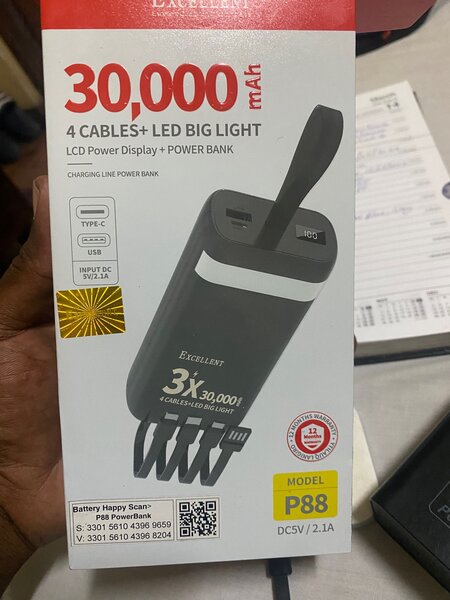 EXCELLENT
30,000 mAh
4 CABLES+ LED BIG LIGHT
LCD Power Display + POWER BANK
CHARGING LINE POWER BANK
TYPE-C
USB
INPUT DC
5V/2.1A
100
EXCELLENT
3X 30,000 mAh
4 CABLES+LED BIG LIGHT
12 MONTHS WARRANTY
12
Months
Warranty
MODEL
P88
DC5V / 2.1A
Battery Happy Scan>
P88 PowerBank
S: 3301 5610 4396 9659
V: 3301 5610 4396 8204